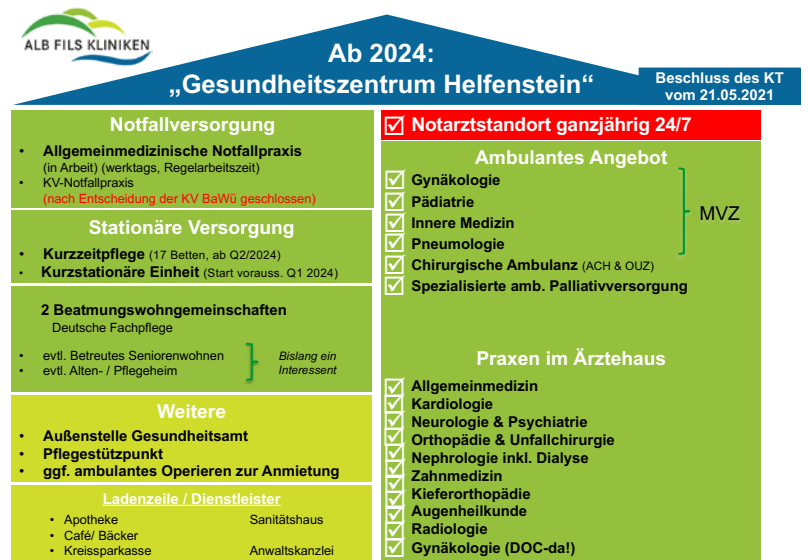 ALB FILS KLINIKEN
Ab 2024:
„Gesundheitszentrum Helfenstein“
Beschluss des KT
vom 21.05.2021
Notfallversorgung
• Allgemeinmedizinische Notfallpraxis
(in Arbeit) (werktags, Regelarbeitszeit)
• KV-Notfallpraxis
(nach Entscheidung der KV BaWü geschlossen)
Stationäre Versorgung
• Kurzzeitpflege (17 Betten, ab Q2/2024)
• Kurzstationäre Einheit (Start vorauss. Q1 2024)
2 Beatmungswohngemeinschaften
Deutsche Fachpflege
• evtl. Betreutes Seniorenwohnen
• evtl. Alten- / Pflegeheim
Bislang ein
Interessent
Weitere
• Außenstelle Gesundheitsamt
• Pflegestützpunkt
• ggf. ambulantes Operieren zur Anmietung
Ladenzeile / Dienstleister
• Apotheke Sanitätshaus
• Café/ Bäcker
• Kreissparkasse Anwaltskanzlei
Notarztstandort ganzjährig 24/7
Ambulantes Angebot
Gynäkologie
Pädiatrie
Innere Medizin
Pneumologie
MVZ
Chirurgische Ambulanz (ACH & OUZ)
Spezialisierte amb. Palliativversorgung
Praxen im Ärztehaus
Allgemeinmedizin
Kardiologie
Neurologie & Psychiatrie
Orthopädie & Unfallchirurgie
Nephrologie inkl. Dialyse
Zahnmedizin
Kieferorthopädie
Augenheilkunde
Radiologie
Gynäkologie (DOC-da!)